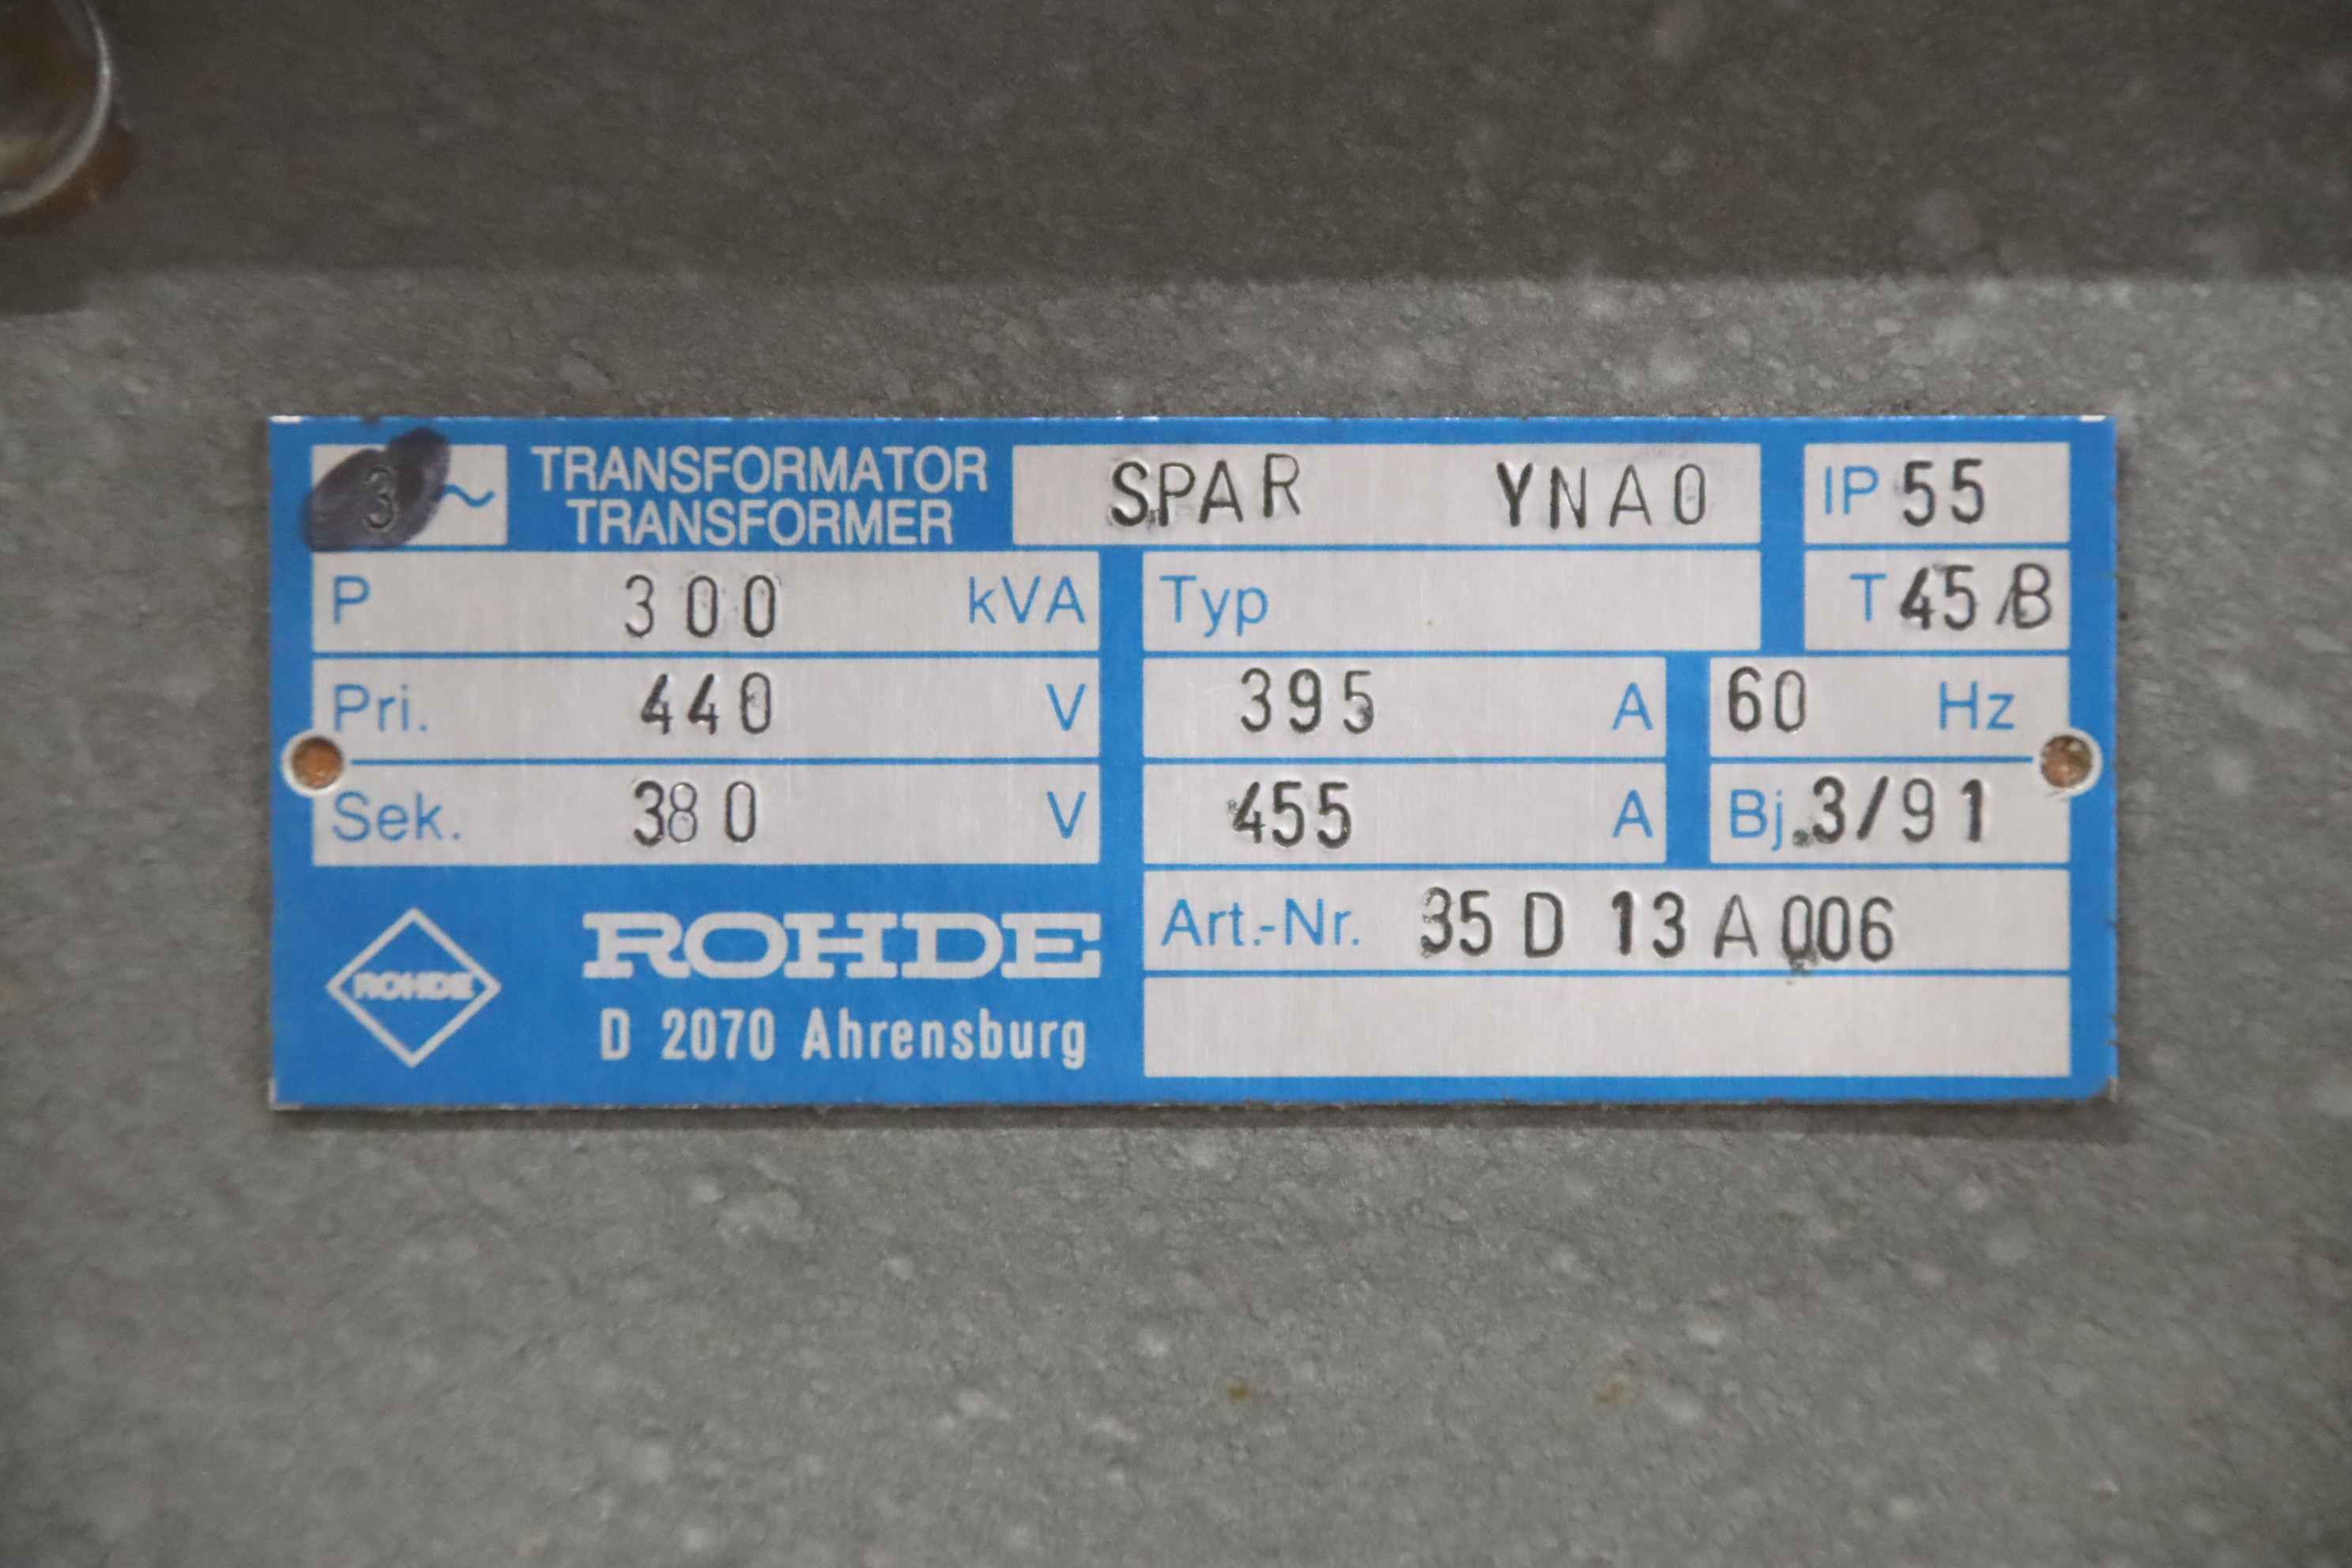 3 ~ TRANSFORMATOR TRANSFORMER SPAR YNA0 IP 55
P 300 kVA Typ T 45/B
Pri. 440 V 395 A 60 Hz
Sek. 380 V 455 A Bj. 3/91
Art.-Nr. 35 D 13 A 006
ROHDE
ROHDE
D 2070 Ahrensburg